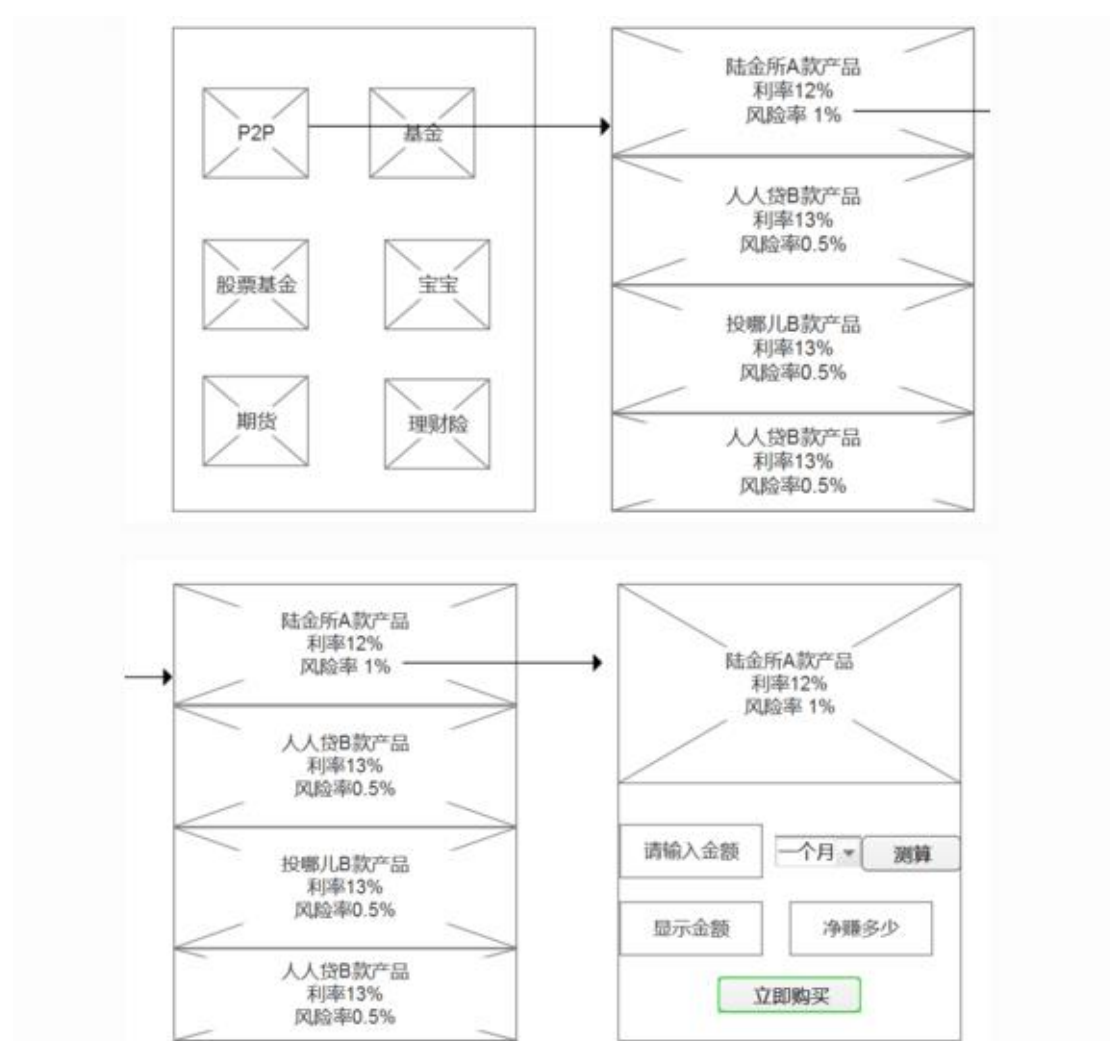 P2P
基金
股票基金
宝宝
期货
理财险
陆金所A款产品
利率12%
风险率 1%
人人贷B款产品
利率13%
风险率0.5%
投哪儿B款产品
利率13%
风险率0.5%
人人贷B款产品
利率13%
风险率0.5%
陆金所A款产品
利率12%
风险率 1%
人人贷B款产品
利率13%
风险率0.5%
投哪儿B款产品
利率13%
风险率0.5%
人人贷B款产品
利率13%
风险率0.5%
陆金所A款产品
利率12%
风险率 1%
请输入金额
一个月
测算
显示金额
净赚多少
立即购买